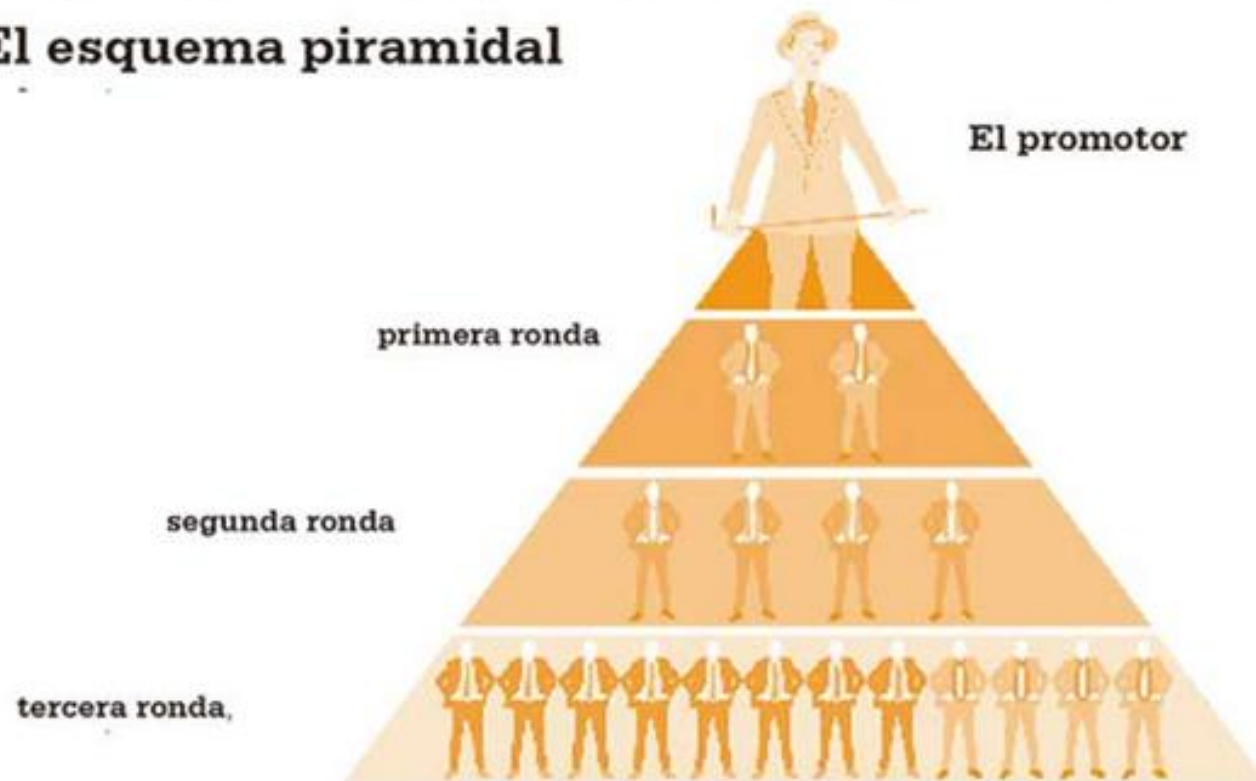 El esquema piramidal
El promotor
primera ronda
segunda ronda
tercera ronda,